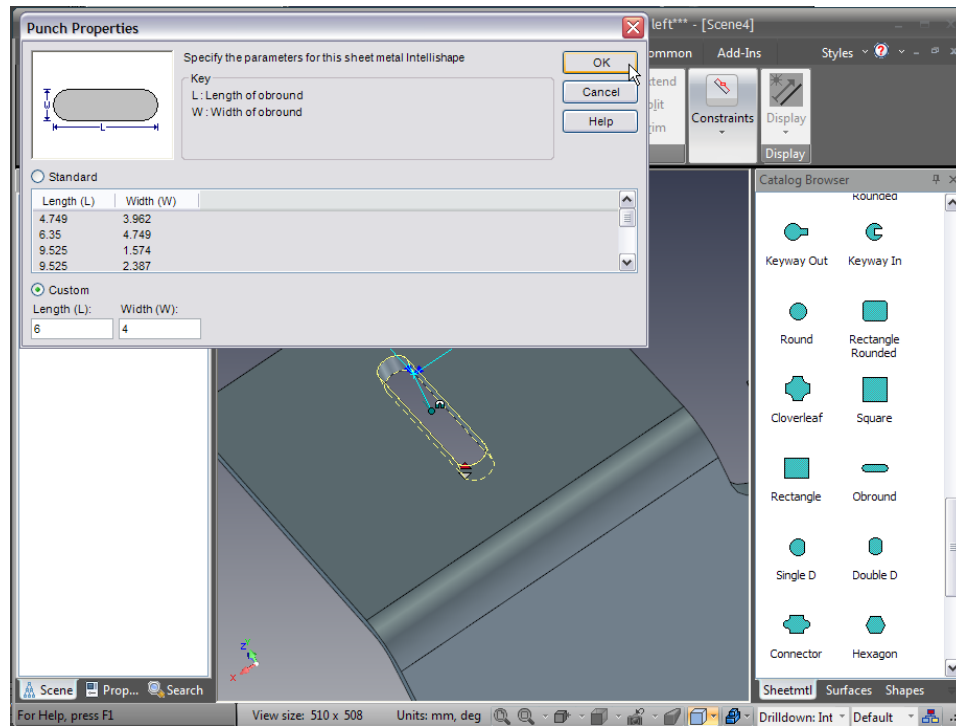 Punch Properties
left*** - [Scene4]
ommon Add-Ins Styles
Specify the parameters for this sheet metal Intellishape
OK
Key
L : Length of obround
W : Width of obround
Cancel
Help
U
L
Constraints
Display
Display
Standard
Length (L) Width (W)
4.749 3.962
6.35 4.749
9.525 1.574
9.525 2.387
Custom
Length (L): Width (W):
6 4
Catalog Browser
Rounded
Keyway Out Keyway In
Round Rectangle
Rounded
Cloverleaf Square
Rectangle Obround
Single D Double D
Connector Hexagon
z
x
Scene Prop... Search
Sheetmtl Surfaces Shapes
For Help, press F1 View size: 510 x 508 Units: mm, deg Drilldown: Int Default